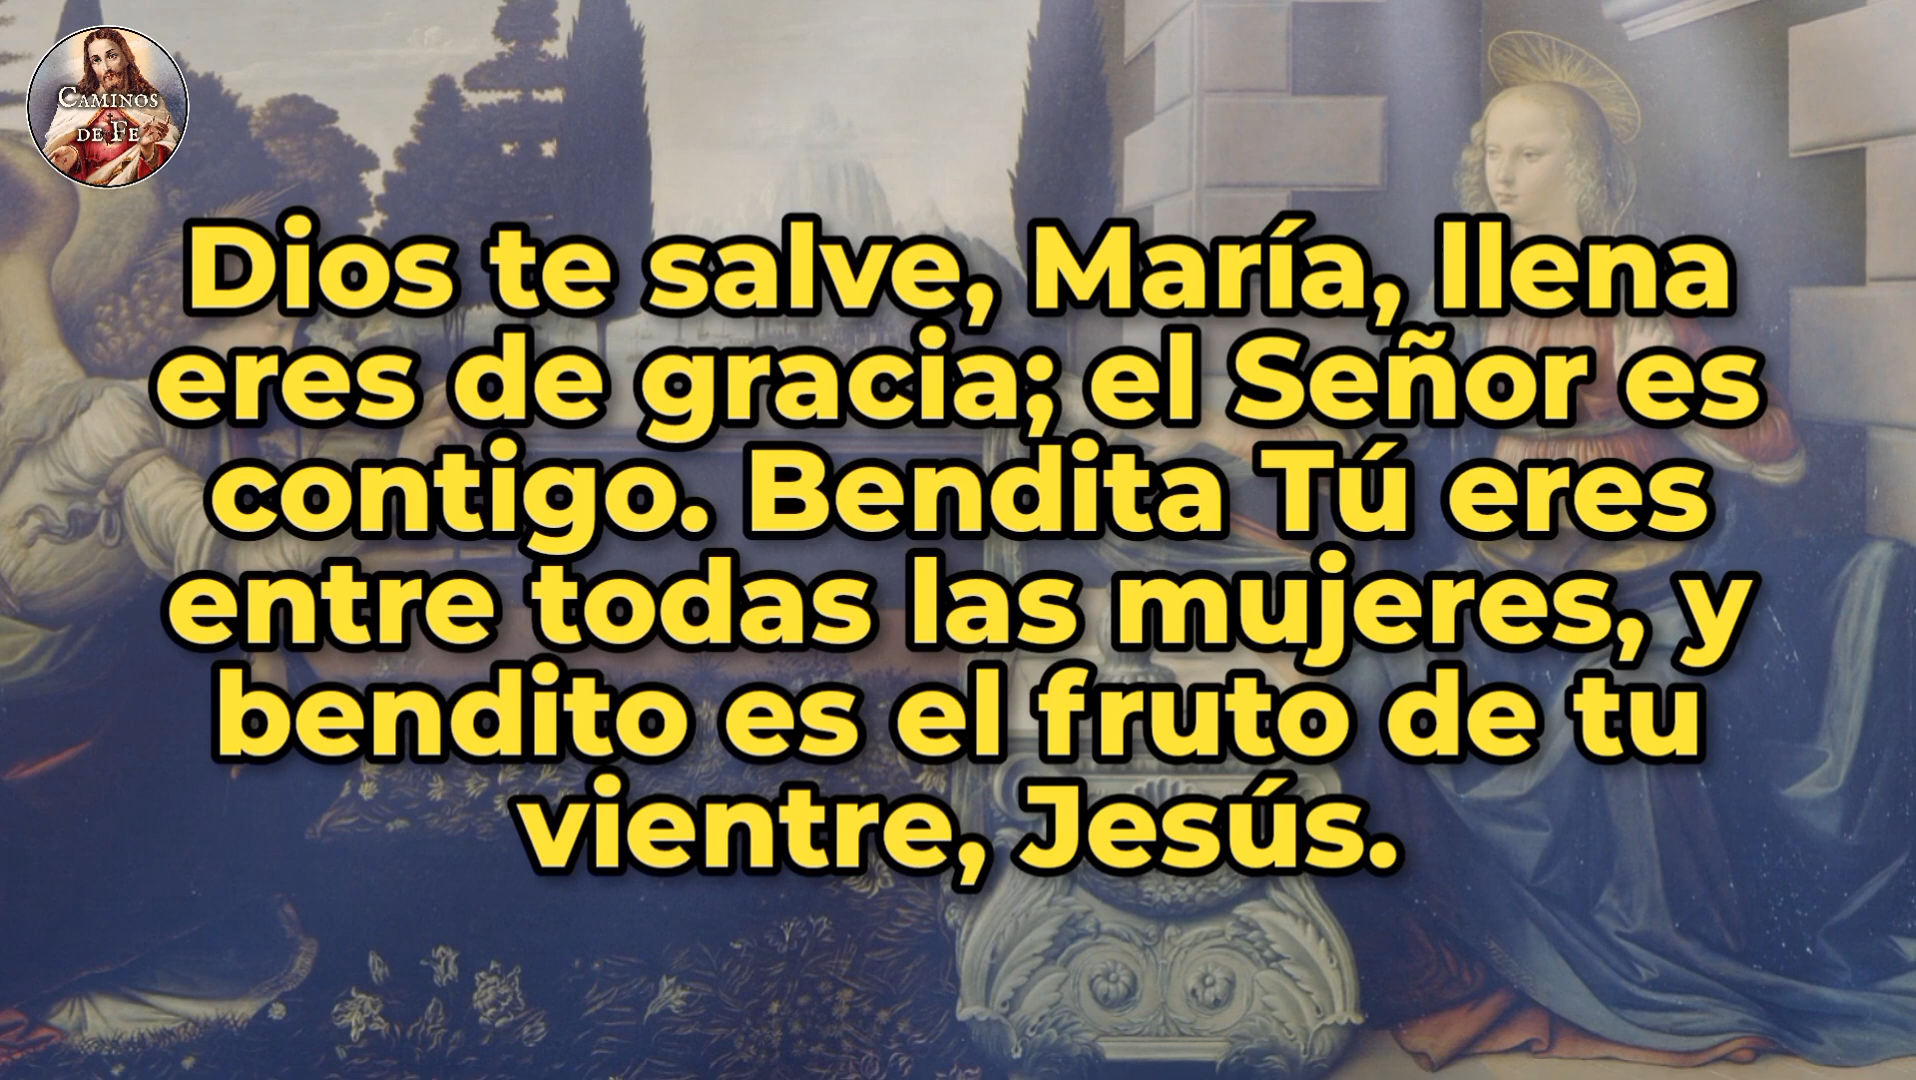 CAMINOS
DE FE
Dios te salve, María, llena
eres de gracia; el Señor es
contigo. Bendita Tú eres
entre todas las mujeres, y
bendito es el fruto de tu
vientre, Jesús.